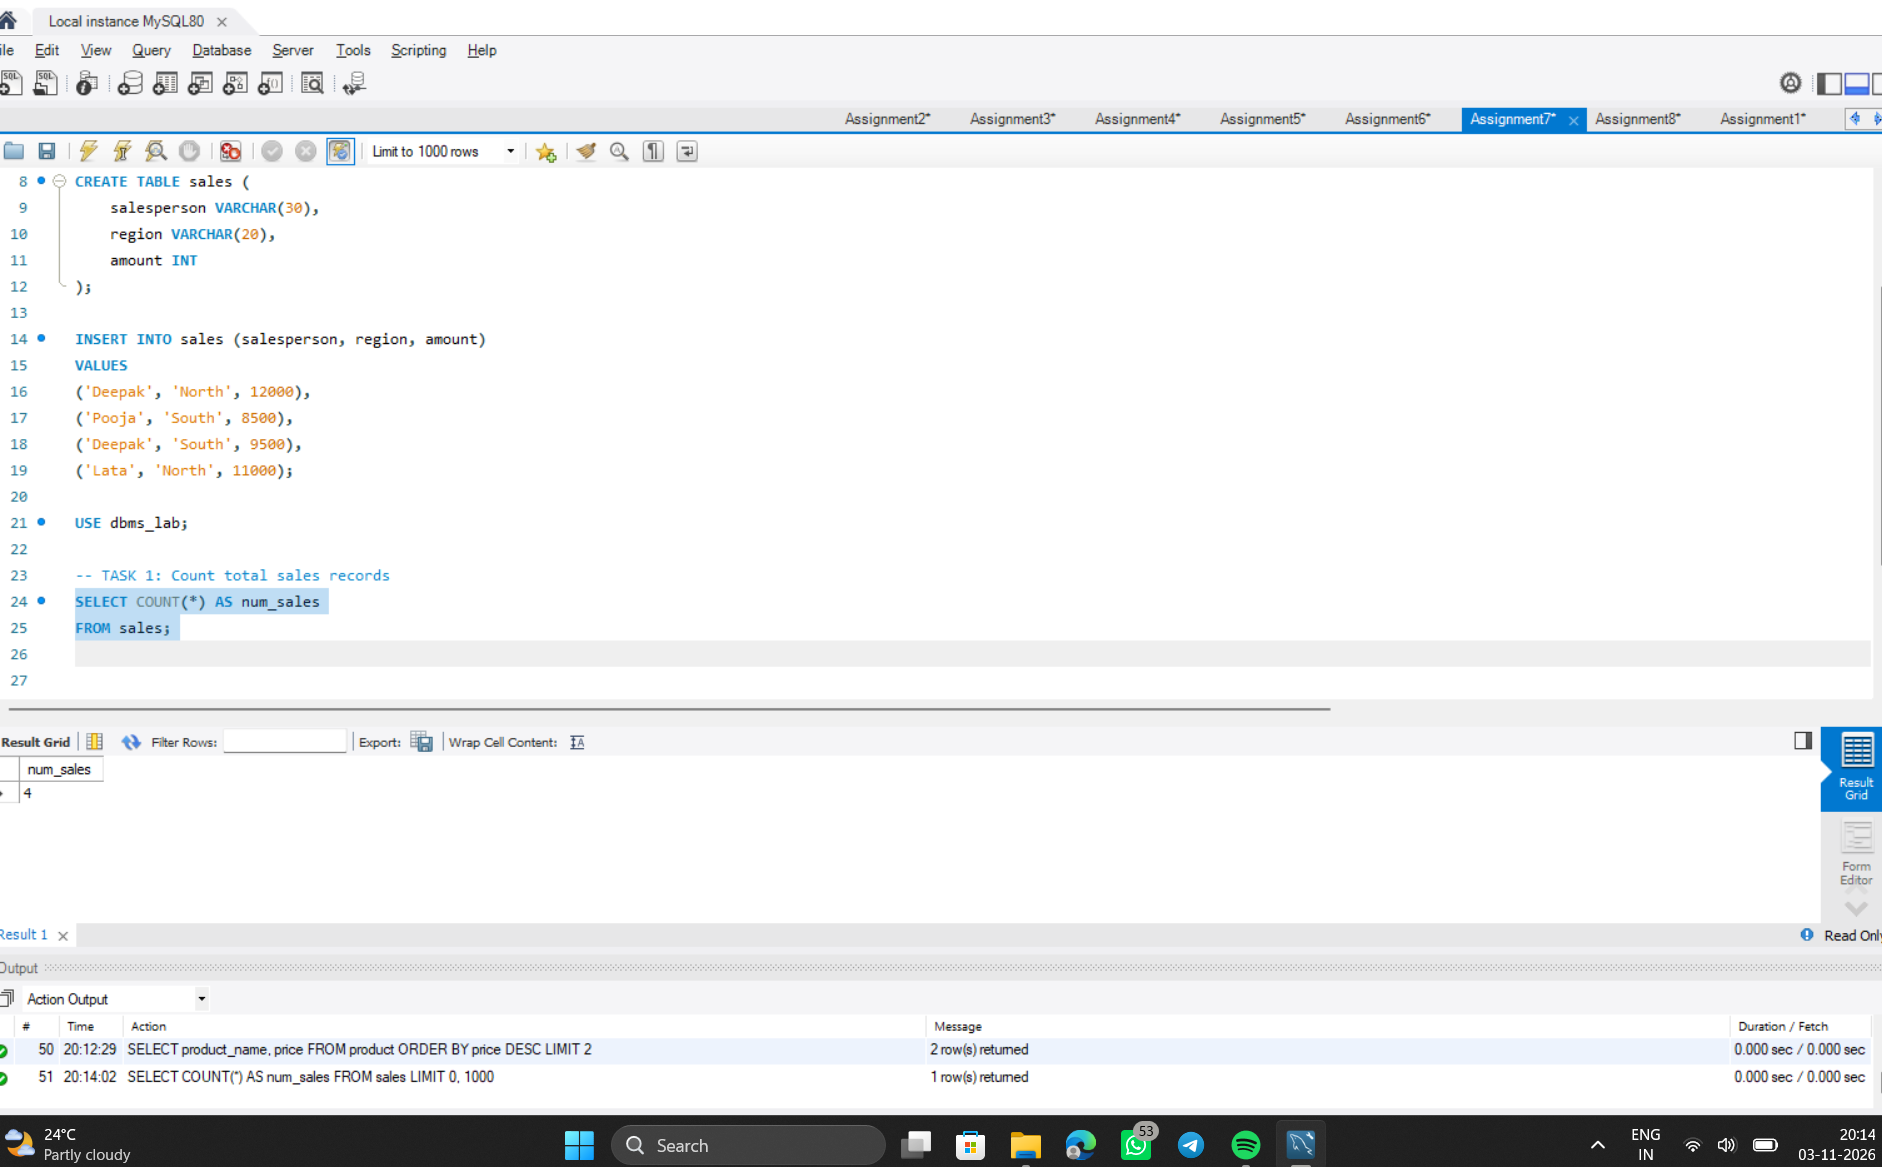 Local instance MySQL80
ile Edit View Query Database Server Tools Scripting Help
Assignment2* Assignment3* Assignment4* Assignment5* Assignment6* Assignment7* Assignment8* Assignment1*
Limit to 1000 rows
8 CREATE TABLE sales (
9 salesperson VARCHAR(30),
10 region VARCHAR(20),
11 amount INT
12 );
13
14 INSERT INTO sales (salesperson, region, amount)
15 VALUES
16 ('Deepak', 'North', 12000),
17 ('Pooja', 'South', 8500),
18 ('Deepak', 'South', 9500),
19 ('Lata', 'North', 11000);
20
21 USE dbms_lab;
22
23 -- TASK 1: Count total sales records
24 SELECT COUNT(*) AS num_sales
25 FROM sales;
26
27
Result Grid Filter Rows: Export: Wrap Cell Content:
num_sales
4
Result
Grid
Form
Editor
Result 1
Read Only
Output
Action Output
# Time Action Message Duration / Fetch
50 20:12:29 SELECT product_name, price FROM product ORDER BY price DESC LIMIT 2 2 row(s) returned 0.000 sec / 0.000 sec
51 20:14:02 SELECT COUNT(*) AS num_sales FROM sales LIMIT 0, 1000 1 row(s) returned 0.000 sec / 0.000 sec
24°C
Partly cloudy
Search
53
ENG
IN
20:14
03-11-2026